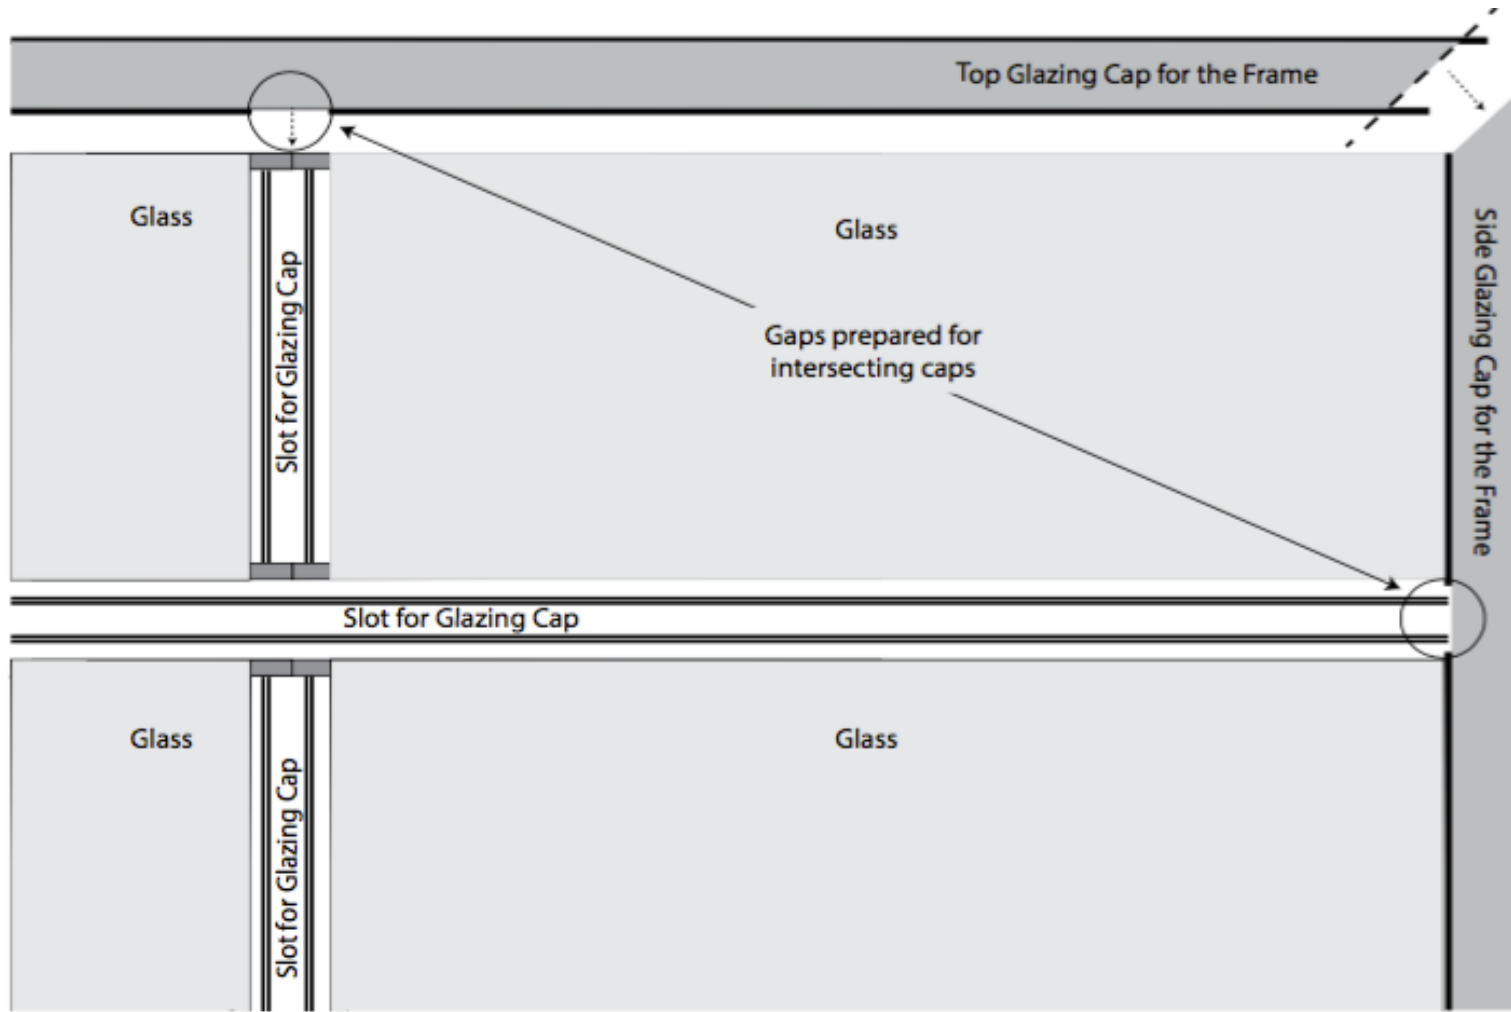 Top Glazing Cap for the Frame
Glass
Slot for Glazing Cap
Glass
Side Glazing Cap for the Frame
Gaps prepared for
intersecting caps
Slot for Glazing Cap
Glass
Slot for Glazing Cap
Glass